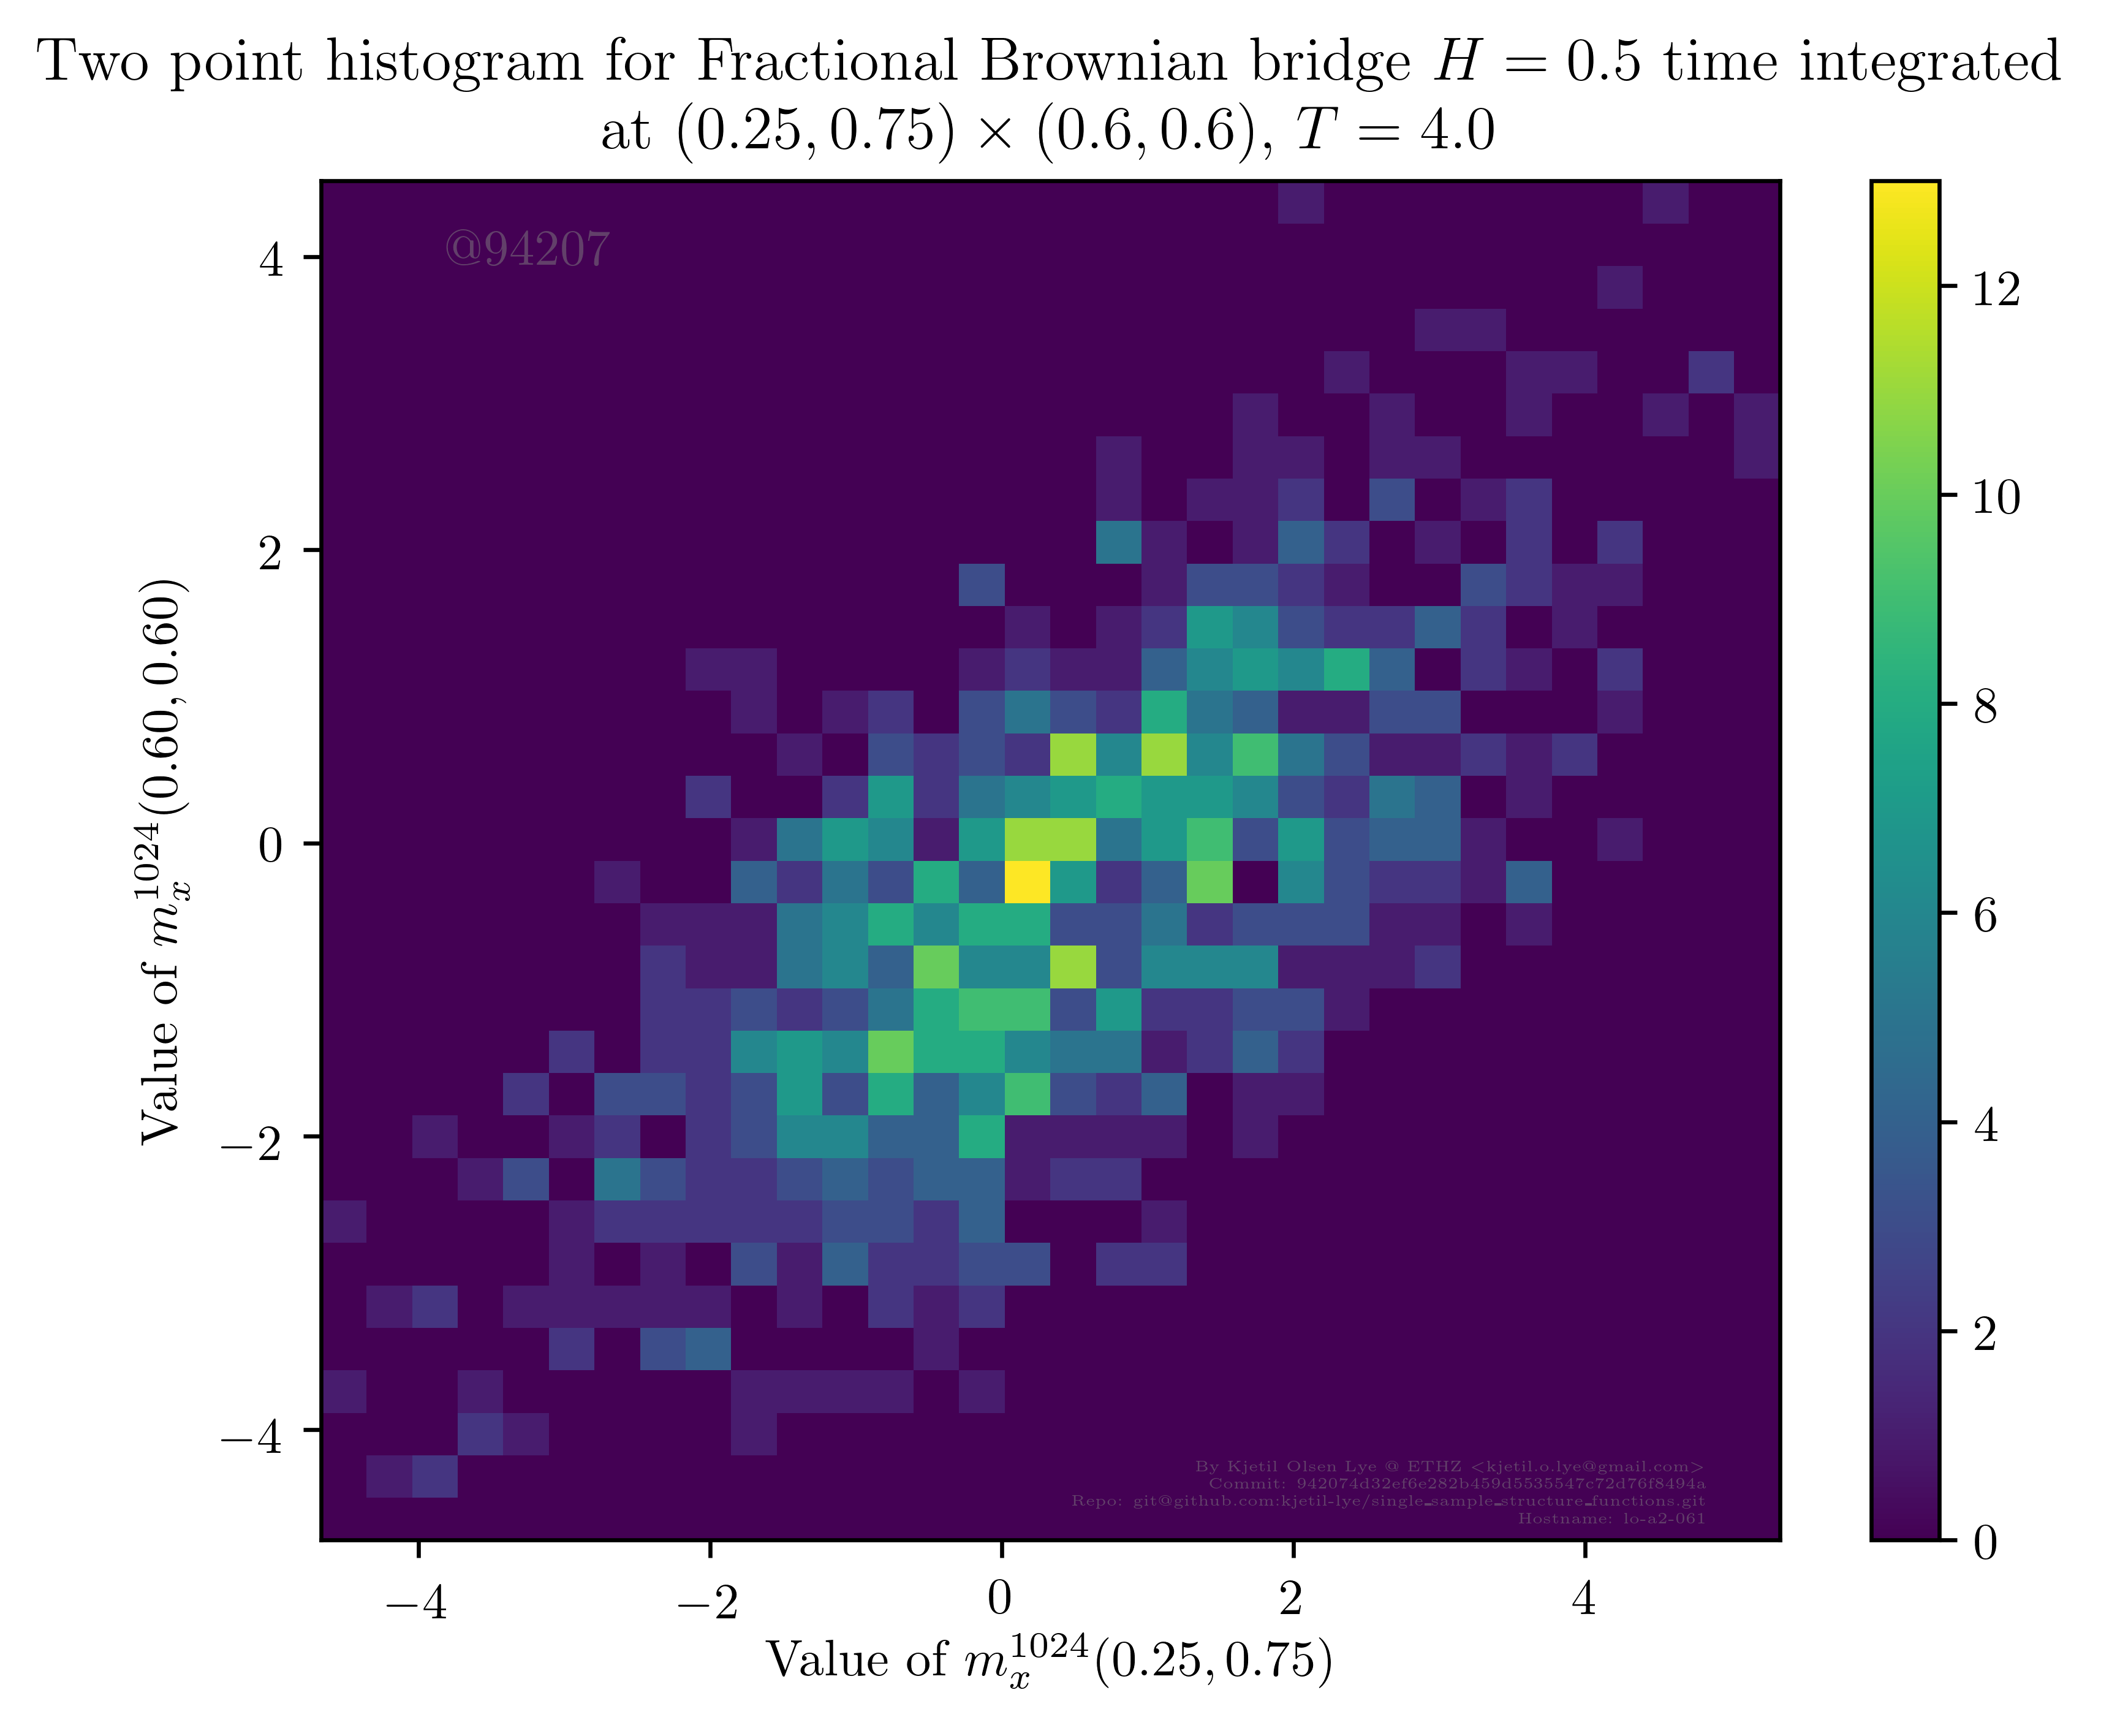 Two point histogram for Fractional Brownian bridge H = 0.5 time integrated
at (0.25, 0.75) × (0.6, 0.6), T = 4.0
@94207
4
2
0
−2
−4
Value of m_x^1024(0.60, 0.60)
−4
−2
0
2
4
Value of m_x^1024(0.25, 0.75)
12
10
8
6
4
2
0
By Kjetil Olsen Lye @ ETHZ <kjetil.o.lye@gmail.com>
Commit: 942074d32ef6e282b459d5535547c72d76f8494a
Repo: git@github.com:kjetil-lye/single_sample_structure_functions.git
Hostname: lo-a2-061